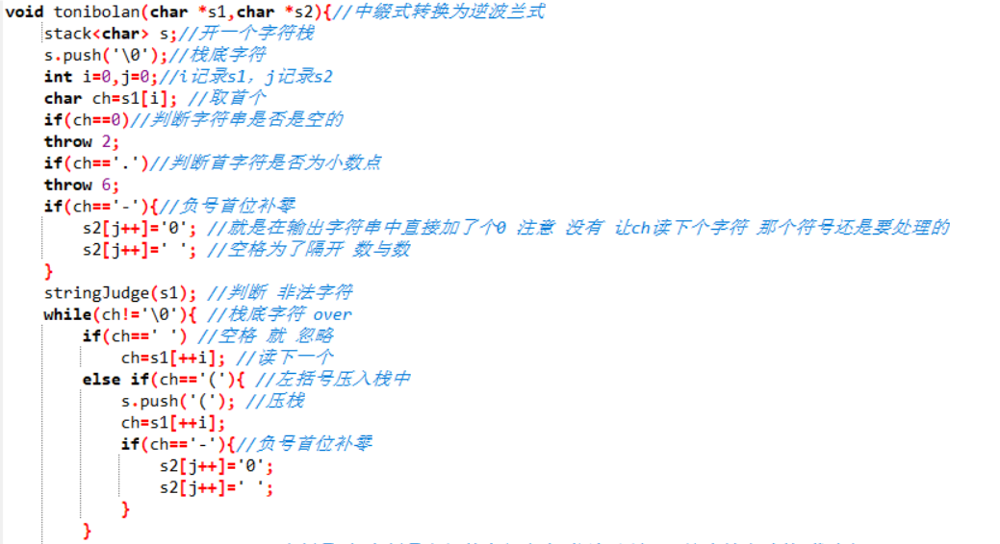 void tonibolan(char *s1,char *s2){//中缀式转换为逆波兰式
stack<char> s;//开一个字符栈
s.push('\0');//栈底字符
int i=0,j=0;//i记录s1，j记录s2
char ch=s1[i]; //取首个
if(ch==0)//判断字符串是否是空的
throw 2;
if(ch=='.')//判断首字符是否为小数点
throw 6;
if(ch=='-'){//负号首位补零
s2[j++]='0'; //就是在输出字符串中直接加了个0 注意 没有 让ch读下个字符 那个符号还是要处理的
s2[j++]=' '; //空格为了隔开 数与数
}
stringJudge(s1); //判断 非法字符
while(ch!='\0'){ //栈底字符 over
if(ch==' ') //空格 就 忽略
ch=s1[++i]; //读下一个
else if(ch=='('){ //左括号压入栈中
s.push('('); //压栈
ch=s1[++i];
if(ch=='-'){//负号首位补零
s2[j++]='0';
s2[j++]=' ';
}
}